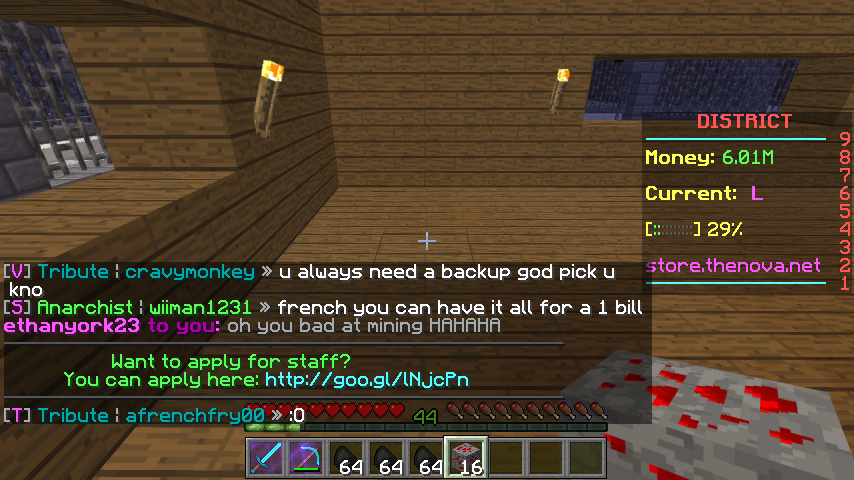 DISTRICT
9
Money: 6.01M 8
7
Current: L 6
5
[::::::::] 29% 4
3
store.thenova.net 2
1
[V] Tribute ¦ cravymonkey » u always need a backup god pick u
kno
[S] Anarchist ¦ wiiman1231 » french you can have it all for a 1 bill
ethanyork23 to you: oh you bad at mining HAHAHA
Want to apply for staff?
You can apply here: http://goo.gl/lNjcPn
[T] Tribute ¦ afrenchfry00 » :O
44
64 64 64 16